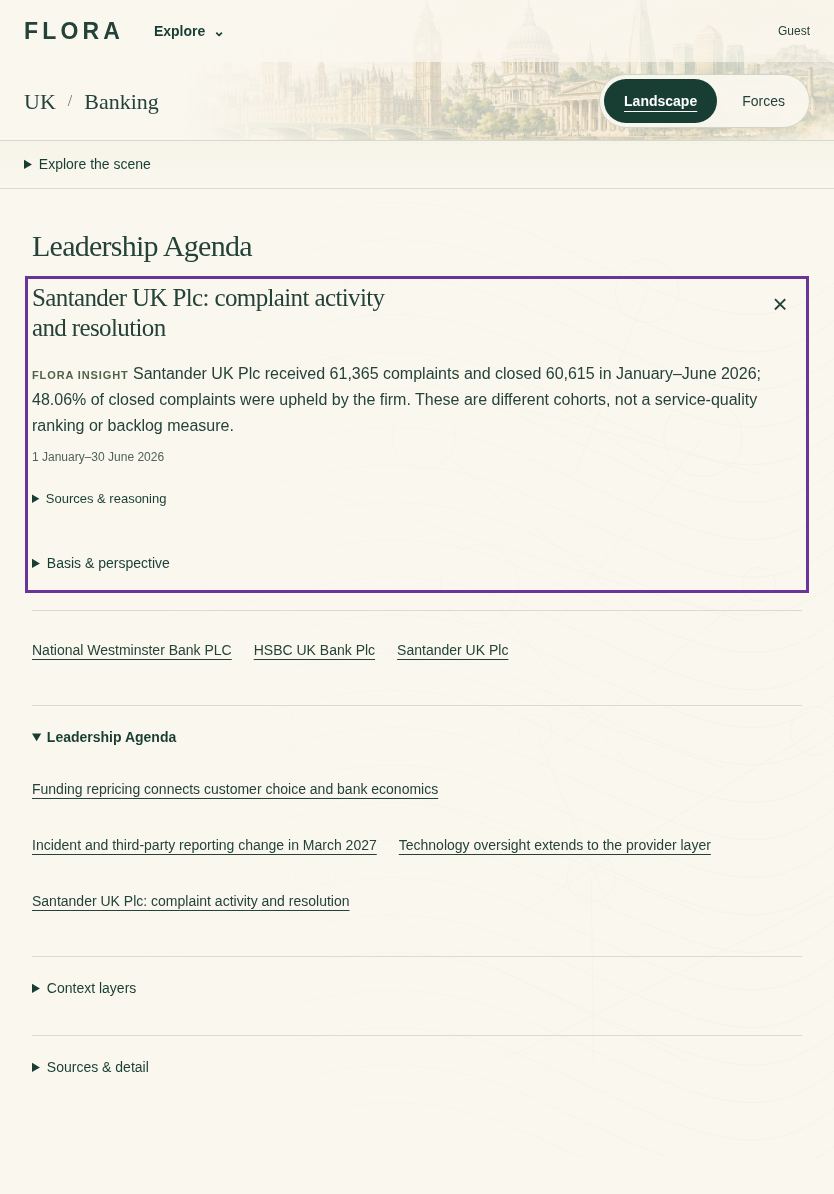 FLORA
Explore
Guest
UK / Banking
Landscape
Forces
Explore the scene
Leadership Agenda
Santander UK Plc: complaint activity
and resolution
FLORA INSIGHT Santander UK Plc received 61,365 complaints and closed 60,615 in January–June 2026;
48.06% of closed complaints were upheld by the firm. These are different cohorts, not a service-quality
ranking or backlog measure.
1 January–30 June 2026
Sources & reasoning
Basis & perspective
National Westminster Bank PLC HSBC UK Bank Plc Santander UK Plc
Leadership Agenda
Funding repricing connects customer choice and bank economics
Incident and third-party reporting change in March 2027 Technology oversight extends to the provider layer
Santander UK Plc: complaint activity and resolution
Context layers
Sources & detail